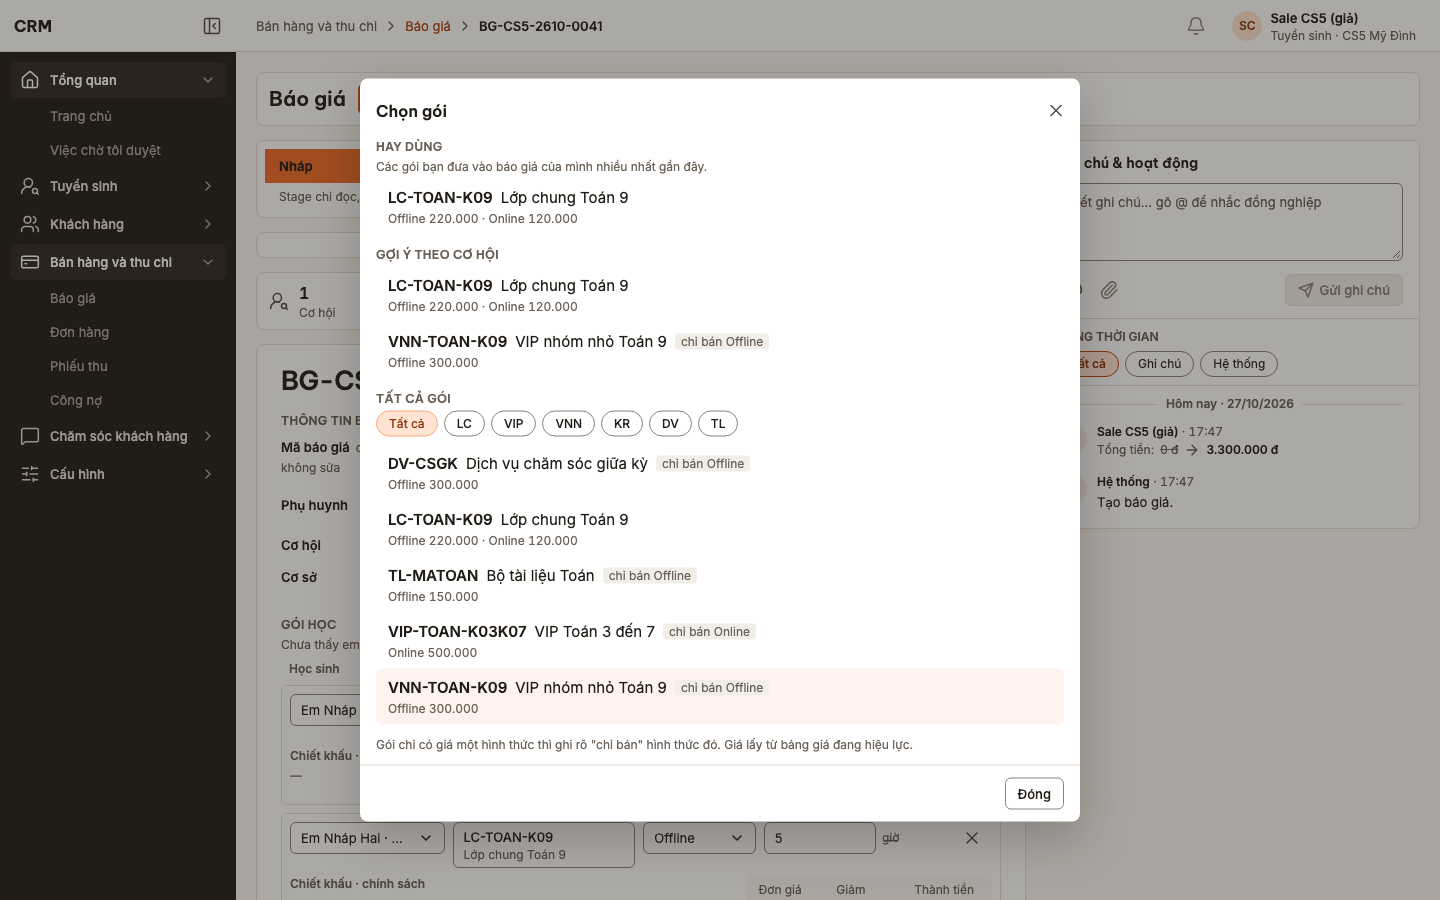 CRM
Bán hàng và thu chi > Báo giá > BG-CS5-2610-0041
SC
Sale CS5 (giả)
Tuyển sinh · CS5 Mỹ Đình
Tổng quan
Trang chủ
Việc chờ tôi duyệt
Tuyển sinh
Khách hàng
Bán hàng và thu chi
Báo giá
Đơn hàng
Phiếu thu
Công nợ
Chăm sóc khách hàng
Cấu hình
Báo giá
Nháp
Stage chỉ đọc,
1
Cơ hội
BG-CS
THÔNG TIN
Mã báo giá
không sửa
Phụ huynh
Cơ hội
Cơ sở
GÓI HỌC
Chưa thấy em
Học sinh
Em Nháp
Chiết khấu ·
—
Chọn gói
HAY DÙNG
Các gói bạn đưa vào báo giá của mình nhiều nhất gần đây.
LC-TOAN-K09 Lớp chung Toán 9
Offline 220.000 · Online 120.000
GỢI Ý THEO CƠ HỘI
LC-TOAN-K09 Lớp chung Toán 9
Offline 220.000 · Online 120.000
VNN-TOAN-K09 VIP nhóm nhỏ Toán 9 chỉ bán Offline
Offline 300.000
TẤT CẢ GÓI
Tất cả LC VIP VNN KR DV TL
DV-CSGK Dịch vụ chăm sóc giữa kỳ chỉ bán Offline
Offline 300.000
LC-TOAN-K09 Lớp chung Toán 9
Offline 220.000 · Online 120.000
TL-MATOAN Bộ tài liệu Toán chỉ bán Offline
Offline 150.000
VIP-TOAN-K03K07 VIP Toán 3 đến 7 chỉ bán Online
Online 500.000
VNN-TOAN-K09 VIP nhóm nhỏ Toán 9 chỉ bán Offline
Offline 300.000
Gói chỉ có giá một hình thức thì ghi rõ "chỉ bán" hình thức đó. Giá lấy từ bảng giá đang hiệu lực.
Đóng
Em Nháp Hai · ...
LC-TOAN-K09
Lớp chung Toán 9
Offline
5
giờ
Chiết khấu · chính sách
Đơn giá Giảm Thành tiền
chú & hoạt động
ghi chú... gõ @ để nhắc đồng nghiệp
Gửi ghi chú
THỜI GIAN
Ghi chú
Hệ thống
Hôm nay · 27/10/2026
Sale CS5 (giả) · 17:47
Tổng tiền: 0 đ → 3.300.000 đ
Hệ thống · 17:47
Tạo báo giá.